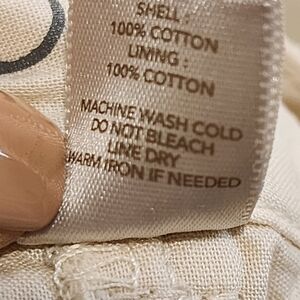 SHELL :
100% COTTON
LINING :
100% COTTON
MACHINE WASH COLD
DO NOT BLEACH
LINE DRY
WARM IRON IF NEEDED